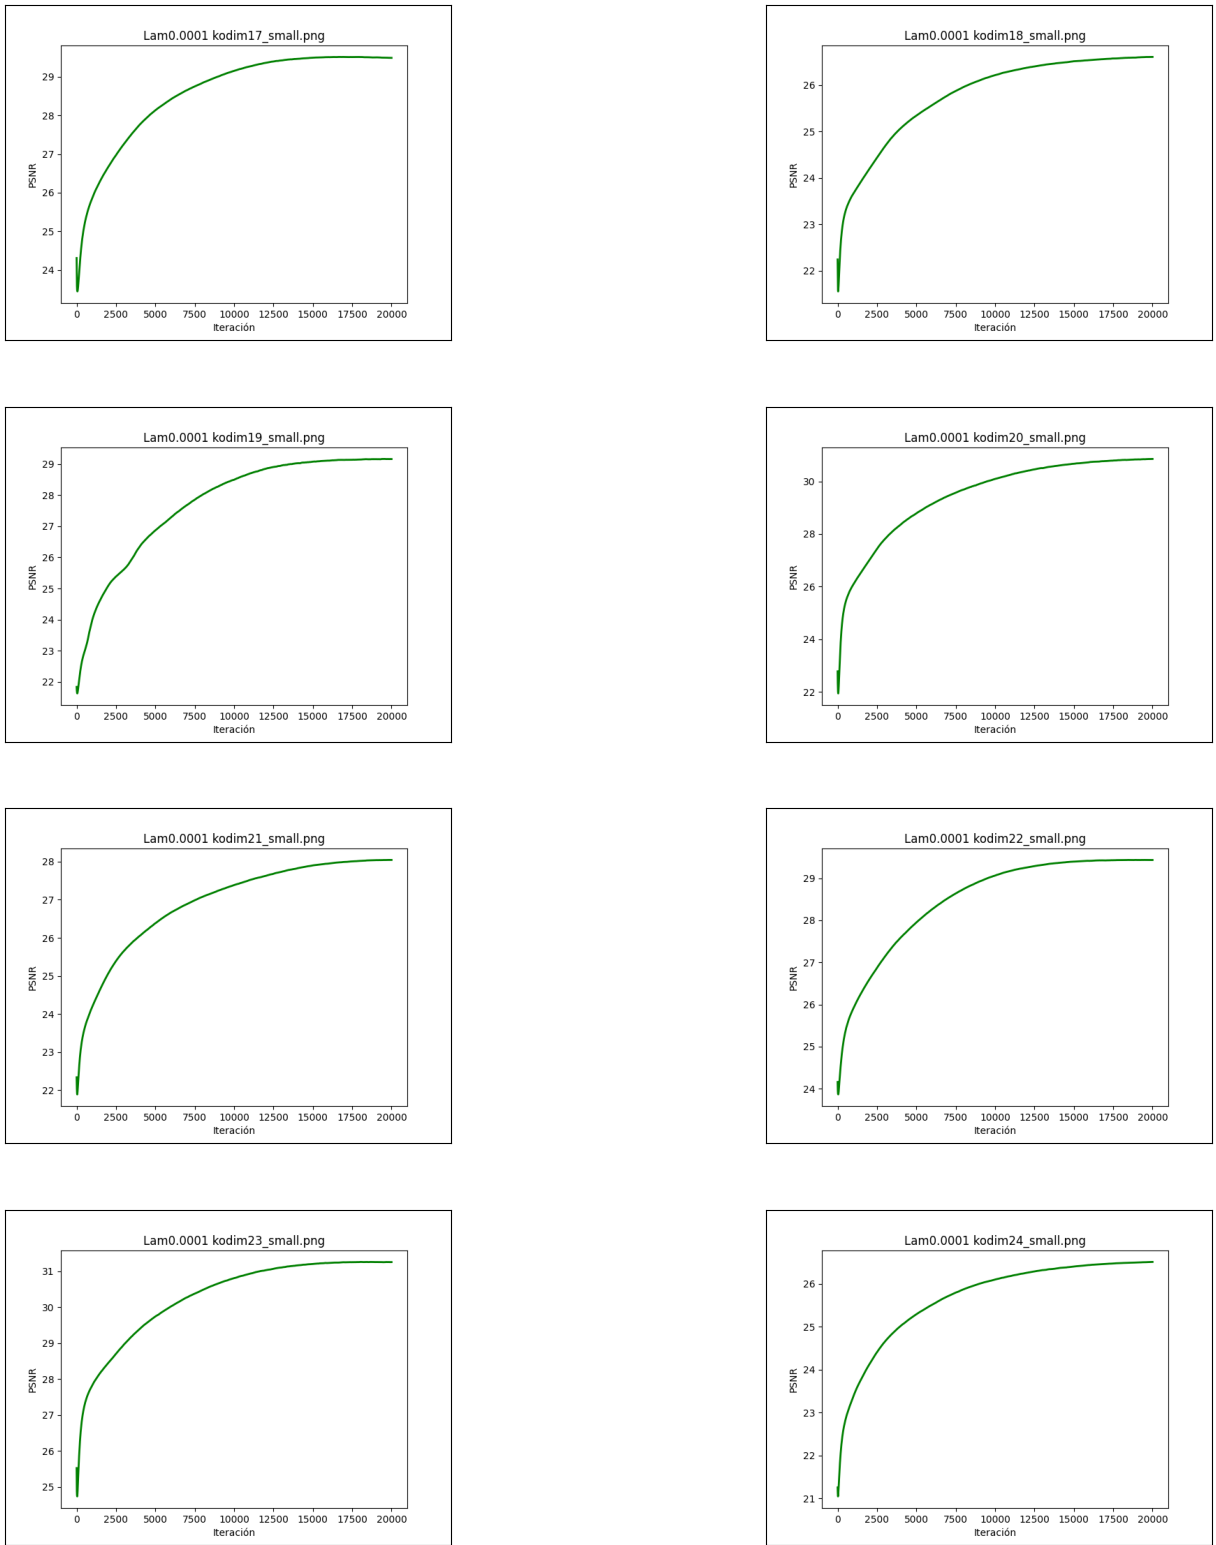 Lam0.0001 kodim17_small.png
PSNR
29
28
27
26
25
24
0 2500 5000 7500 10000 12500 15000 17500 20000
Iteración
Lam0.0001 kodim18_small.png
PSNR
26
25
24
23
22
0 2500 5000 7500 10000 12500 15000 17500 20000
Iteración
Lam0.0001 kodim19_small.png
PSNR
29
28
27
26
25
24
23
22
0 2500 5000 7500 10000 12500 15000 17500 20000
Iteración
Lam0.0001 kodim20_small.png
PSNR
30
28
26
24
22
0 2500 5000 7500 10000 12500 15000 17500 20000
Iteración
Lam0.0001 kodim21_small.png
PSNR
28
27
26
25
24
23
22
0 2500 5000 7500 10000 12500 15000 17500 20000
Iteración
Lam0.0001 kodim22_small.png
PSNR
29
28
27
26
25
24
0 2500 5000 7500 10000 12500 15000 17500 20000
Iteración
Lam0.0001 kodim23_small.png
PSNR
31
30
29
28
27
26
25
0 2500 5000 7500 10000 12500 15000 17500 20000
Iteración
Lam0.0001 kodim24_small.png
PSNR
26
25
24
23
22
21
0 2500 5000 7500 10000 12500 15000 17500 20000
Iteración